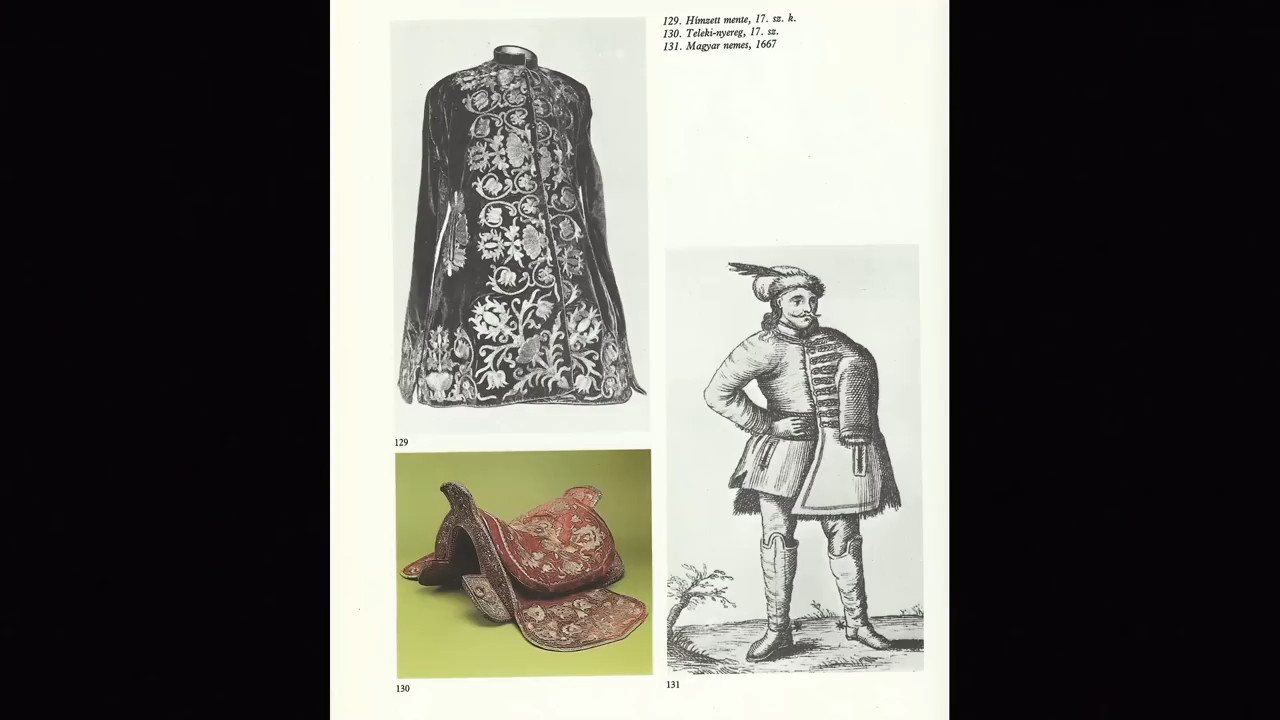 129. Hímzett mente, 17. sz. k.
130. Teleki-nyereg, 17. sz.
131. Magyar nemes, 1667
129
130
131